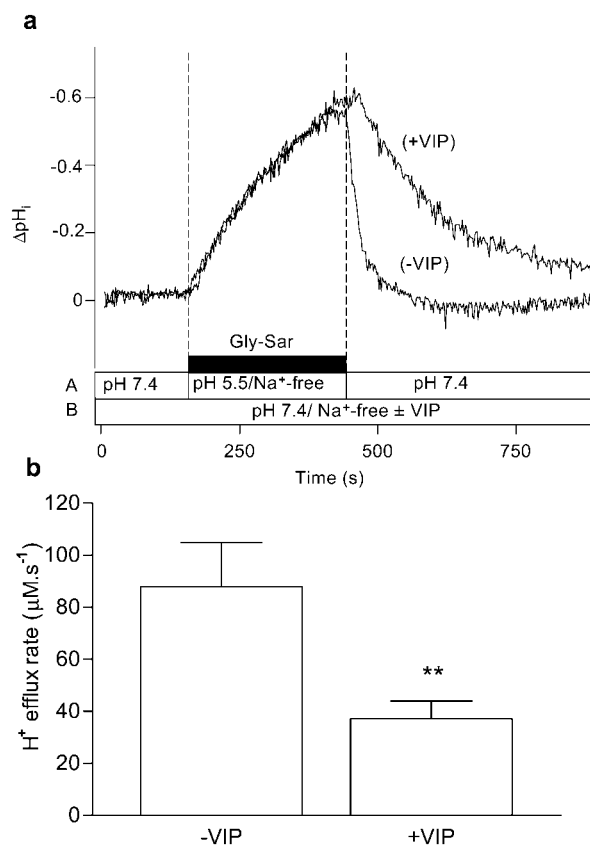 a
-0.6
-0.4
-0.2
0
ΔpHi
(+VIP)
(-VIP)
Gly-Sar
A pH 7.4 pH 5.5/Na⁺-free pH 7.4
B pH 7.4/ Na⁺-free ± VIP
0 250 500 750
Time (s)
b
120
100
80
60
40
20
0
H⁺ efflux rate (μM.s⁻¹)
**
-VIP +VIP